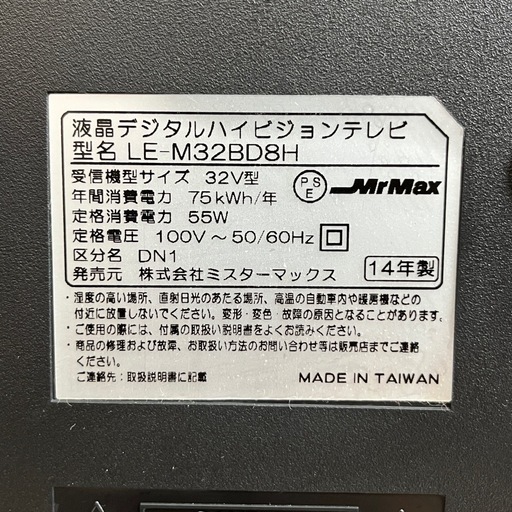 液晶デジタルハイビジョンテレビ
型名 LE-M32BD8H
受信機型サイズ 32V型
年間消費電力 75kWh/年
定格消費電力 55W
定格電圧 100V～50/60Hz
区分名 DN1
発売元 株式会社ミスターマックス
PSE
MrMax
14年製
・湿度の高い場所、直射日光のあたる場所、高温の自動車内や暖房機などの
付近に放置しないでください。変形・変色・故障の原因となることがあります。
・ご使用の際には、付属の取扱い説明書をよくお読みください。
・商品の修理および故障、お取扱い方法のお問い合わせ等は販売店までご連絡
ください。
ご連絡先：取扱説明書に記載
MADE IN TAIWAN